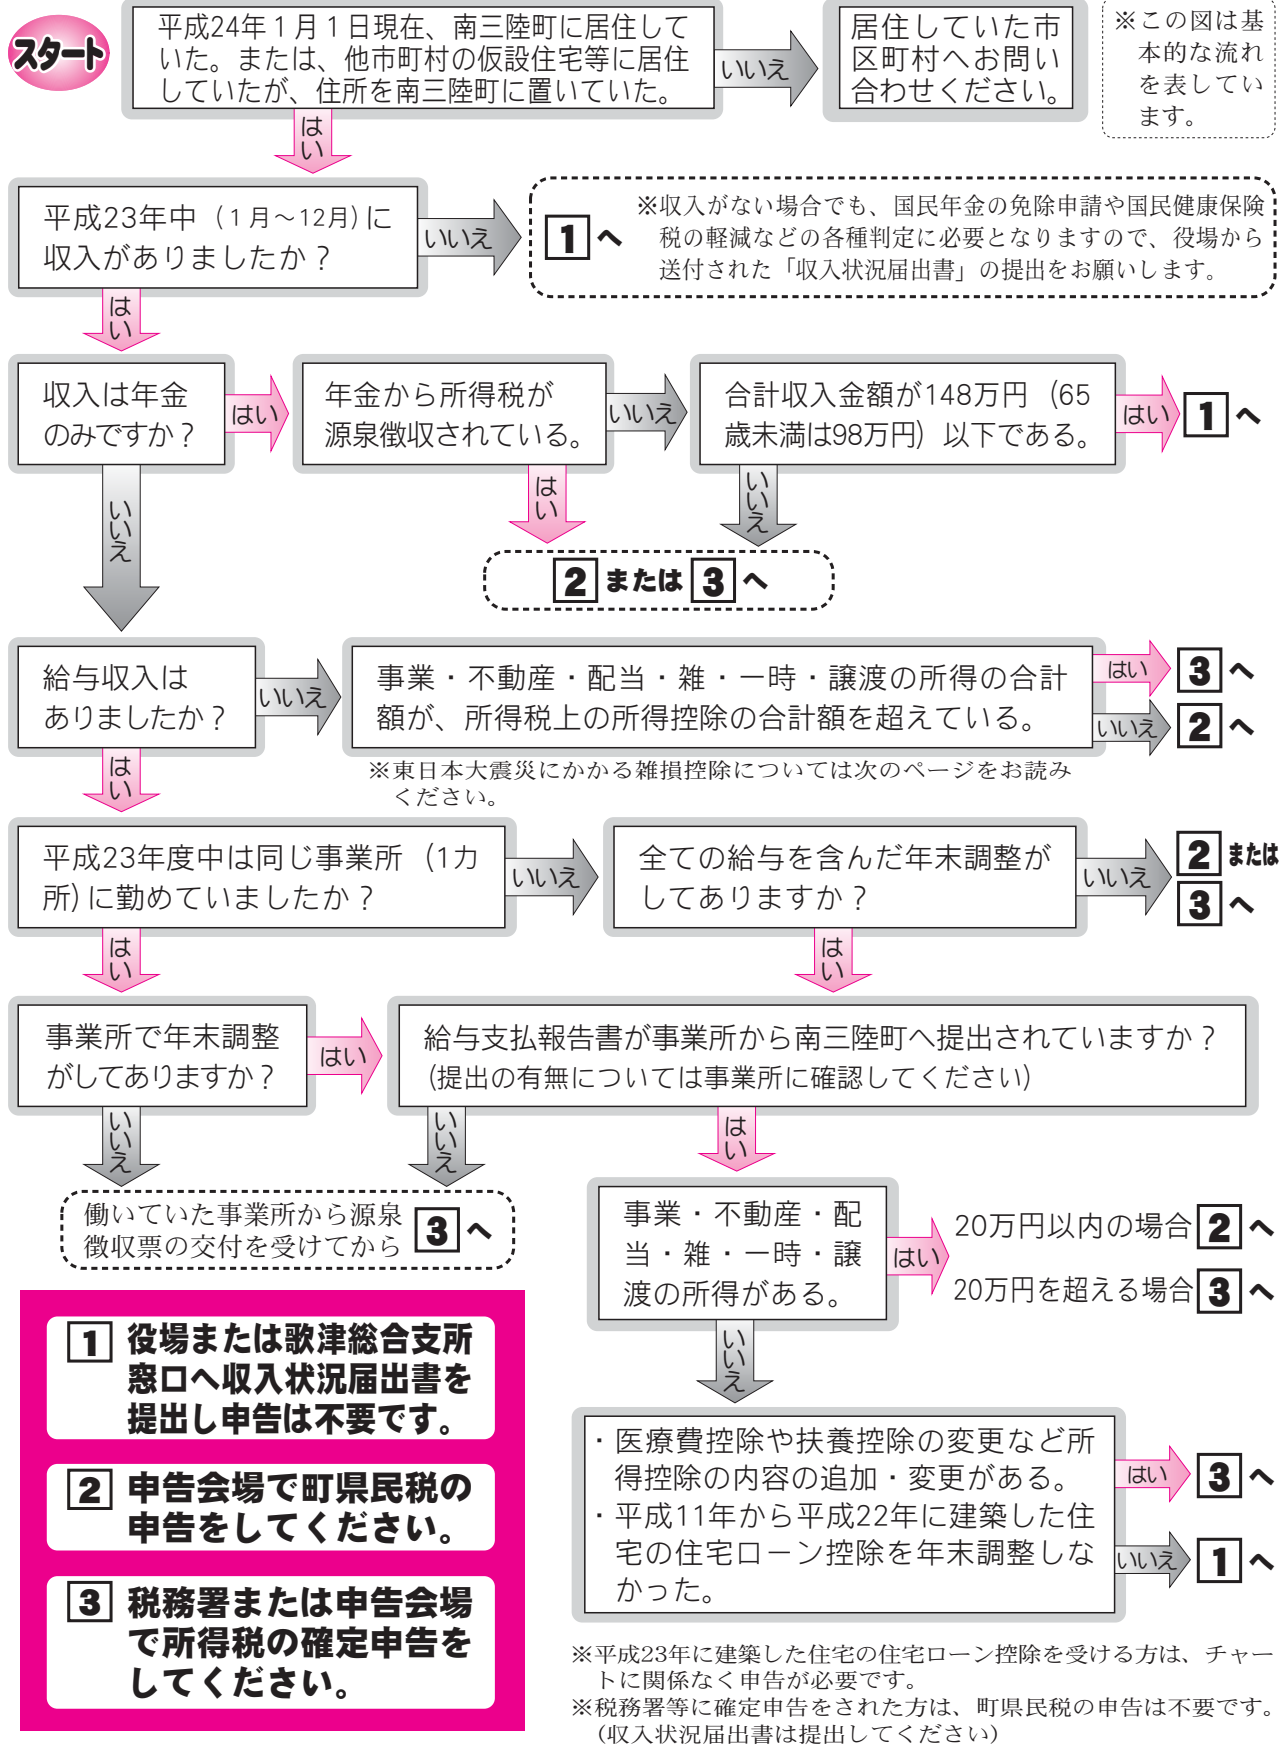 スタート
平成24年１月１日現在、南三陸町に居住して
いた。または、他市町村の仮設住宅等に居住
していたが、住所を南三陸町に置いていた。
いいえ
居住していた市
区町村へお問い
合わせください。
※この図は基
本的な流れ
を表してい
ます。
はい
平成23年中（１月～12月）に
収入がありましたか？
いいえ
1へ
※収入がない場合でも、国民年金の免除申請や国民健康保険
税の軽減などの各種判定に必要となりますので、役場から
送付された「収入状況届出書」の提出をお願いします。
はい
収入は年金
のみですか？
はい
年金から所得税が
源泉徴収されている。
いいえ
合計収入金額が148万円（65
歳未満は98万円）以下である。
はい
1へ
いいえ
はい
いいえ
2または3へ
給与収入は
ありましたか？
いいえ
事業・不動産・配当・雑・一時・譲渡の所得の合計
額が、所得税上の所得控除の合計額を超えている。
はい
3へ
いいえ
2へ
※東日本大震災にかかる雑損控除については次のページをお読み
ください。
はい
平成23年度中は同じ事業所（1カ
所）に勤めていましたか？
いいえ
全ての給与を含んだ年末調整が
してありますか？
いいえ
2または
3へ
はい
はい
事業所で年末調整
がしてありますか？
はい
給与支払報告書が事業所から南三陸町へ提出されていますか？
（提出の有無については事業所に確認してください）
いいえ
いいえ
はい
働いていた事業所から源泉
徴収票の交付を受けてから
3へ
事業・不動産・配
当・雑・一時・譲
渡の所得がある。
はい
20万円以内の場合2へ
20万円を超える場合3へ
いいえ
1 役場または歌津総合支所
窓口へ収入状況届出書を
提出し申告は不要です。
2 申告会場で町県民税の
申告をしてください。
3 税務署または申告会場
で所得税の確定申告を
してください。
・医療費控除や扶養控除の変更など所
得控除の内容の追加・変更がある。
・平成11年から平成22年に建築した住
宅の住宅ローン控除を年末調整しな
かった。
はい
3へ
いいえ
1へ
※平成23年に建築した住宅の住宅ローン控除を受ける方は、チャー
トに関係なく申告が必要です。
※税務署等に確定申告をされた方は、町県民税の申告は不要です。
（収入状況届出書は提出してください）